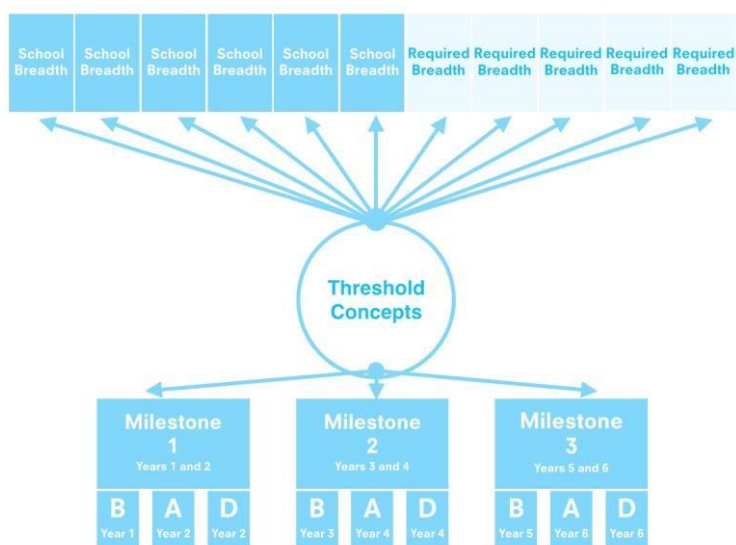 School Breadth
School Breadth
School Breadth
School Breadth
School Breadth
School Breadth
Required Breadth
Required Breadth
Required Breadth
Required Breadth
Required Breadth
Threshold
Concepts
Milestone
1
Years 1 and 2
B
Year 1
A
Year 2
D
Year 2
Milestone
2
Years 3 and 4
B
Year 3
A
Year 4
D
Year 4
Milestone
3
Years 5 and 6
B
Year 5
A
Year 6
D
Year 6